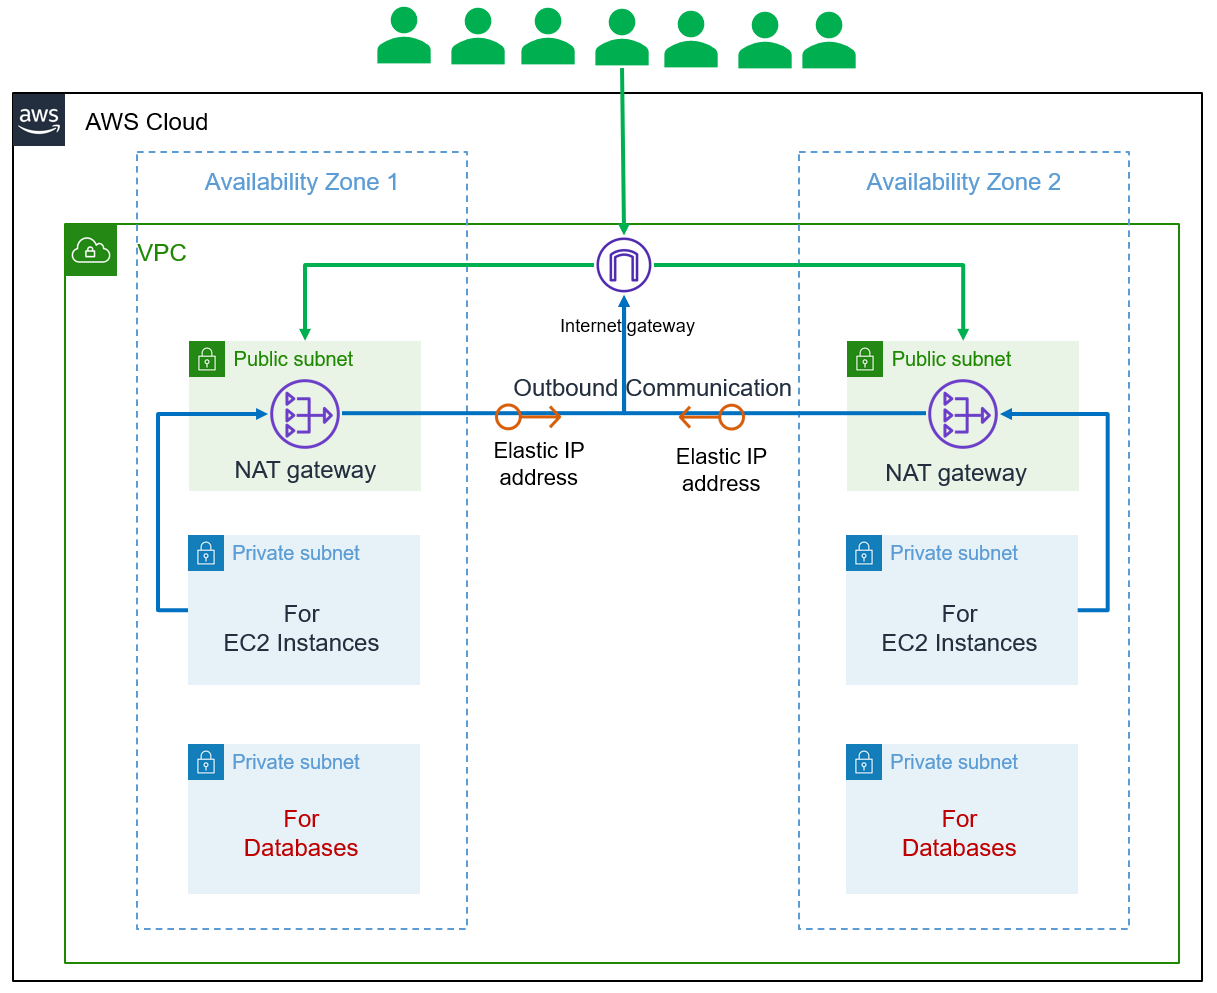 aws
AWS Cloud
Availability Zone 1
Availability Zone 2
VPC
Internet gateway
Public subnet
Public subnet
Outbound Communication
NAT gateway
Elastic IP
address
Elastic IP
address
NAT gateway
Private subnet
For
EC2 Instances
Private subnet
For
EC2 Instances
Private subnet
For
Databases
Private subnet
For
Databases